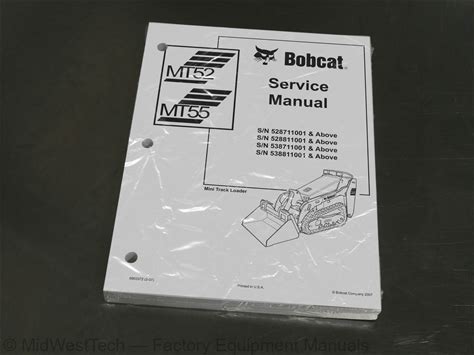 MT52
MT55
Bobcat
Service
Manual
S/N 528711001 & Above
S/N 528811001 & Above
S/N 538711001 & Above
S/N 538811001 & Above
Mini Track Loader
Printed in U.S.A.
© Bobcat Company 2007
© MidWestTech — Factory Equipment Manuals